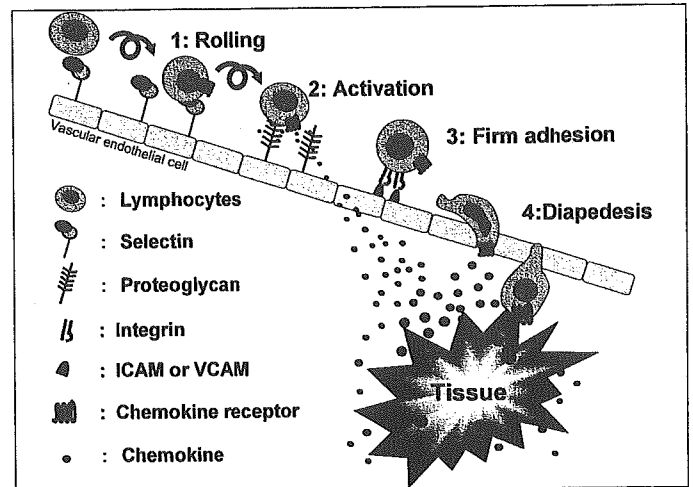 1: Rolling
2: Activation
3: Firm adhesion
4:Diapedesis
Vascular endothelial cell
: Lymphocytes
: Selectin
: Proteoglycan
: Integrin
: ICAM or VCAM
: Chemokine receptor
: Chemokine
Tissue